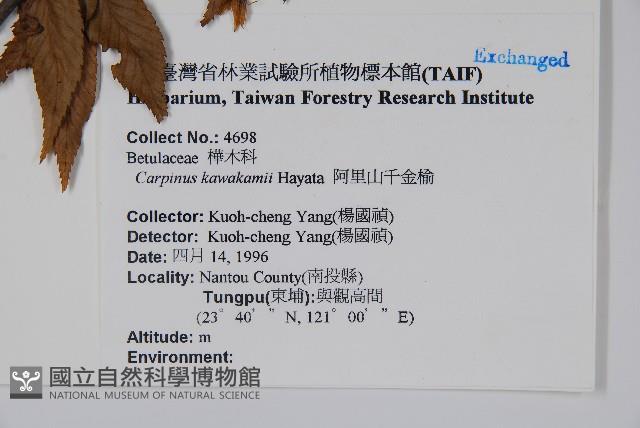 Exchanged
臺灣省林業試驗所植物標本館(TAIF)
Herbarium, Taiwan Forestry Research Institute
Collect No.: 4698
Betulaceae 樺木科
Carpinus kawakamii Hayata 阿里山千金榆
Collector: Kuoh-cheng Yang(楊國禎)
Detector: Kuoh-cheng Yang(楊國禎)
Date: 四月 14, 1996
Locality: Nantou County(南投縣)
Tungpu(東埔):與觀高間
(23° 40' " N, 121° 00' " E)
Altitude: m
Environment:
國立自然科學博物館
NATIONAL MUSEUM OF NATURAL SCIENCE